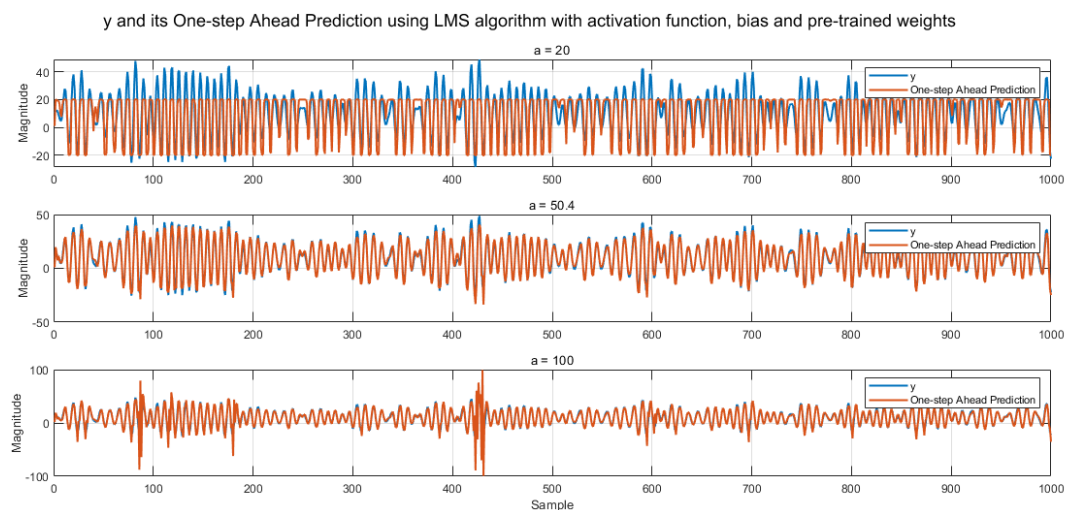 y and its One-step Ahead Prediction using LMS algorithm with activation function, bias and pre-trained weights
a = 20
Magnitude
40
20
0
-20
y
One-step Ahead Prediction
0 100 200 300 400 500 600 700 800 900 1000
a = 50.4
Magnitude
50
0
-50
y
One-step Ahead Prediction
0 100 200 300 400 500 600 700 800 900 1000
a = 100
Magnitude
100
0
-100
y
One-step Ahead Prediction
0 100 200 300 400 500 600 700 800 900 1000
Sample